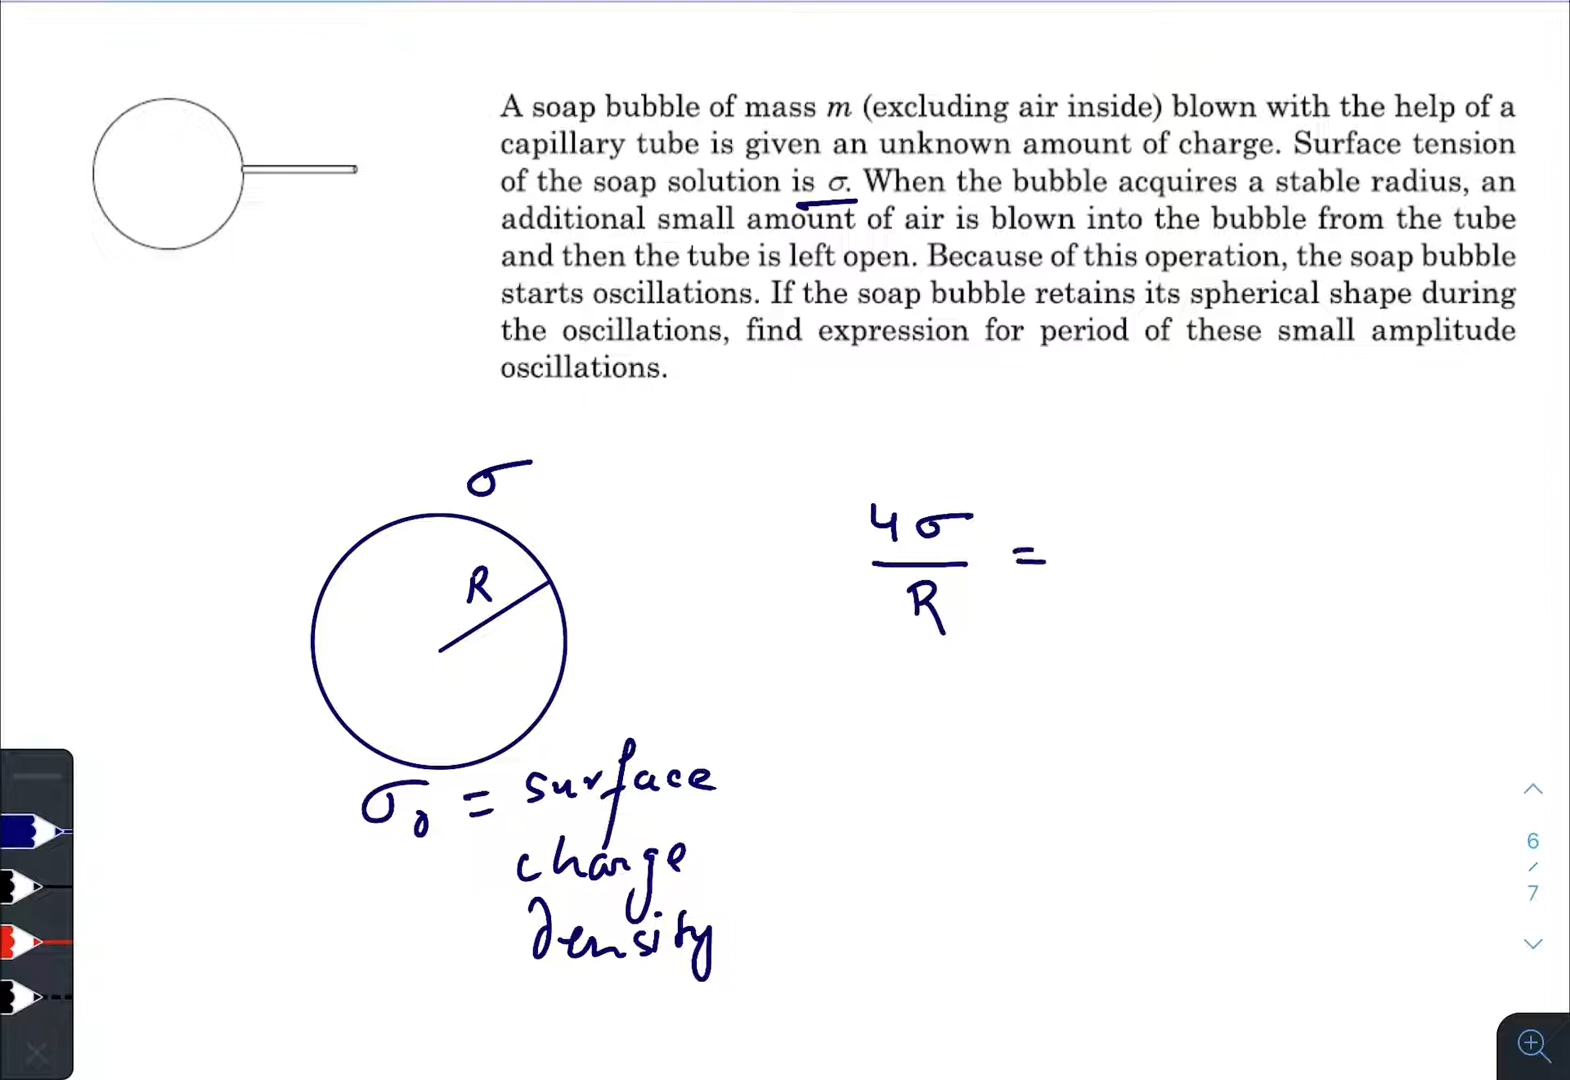 A soap bubble of mass m (excluding air inside) blown with the help of a
capillary tube is given an unknown amount of charge. Surface tension
of the soap solution is σ. When the bubble acquires a stable radius, an
additional small amount of air is blown into the bubble from the tube
and then the tube is left open. Because of this operation, the soap bubble
starts oscillations. If the soap bubble retains its spherical shape during
the oscillations, find expression for period of these small amplitude
oscillations.
σ
R
4σ
=
R
σ₀ = surface
charge
density
6
/
7